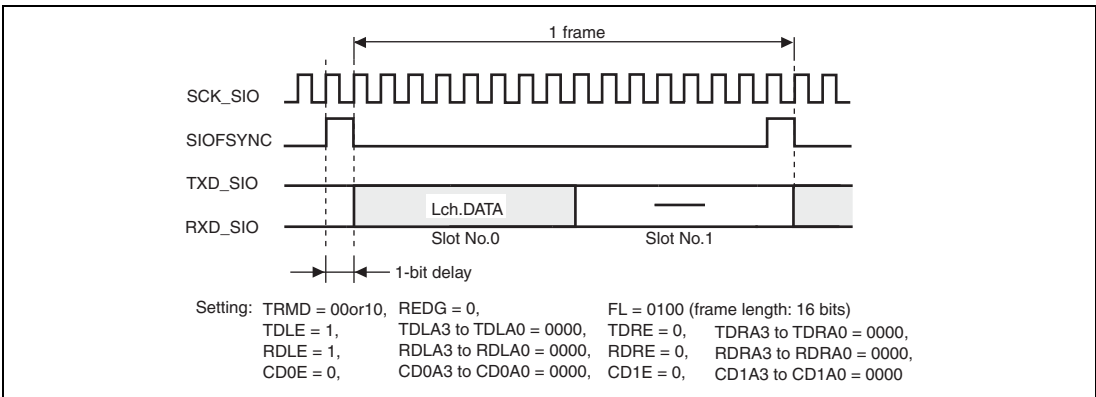 1 frame
SCK_SIO
SIOFSYNC
TXD_SIO
Lch.DATA
RXD_SIO
Slot No.0 Slot No.1
1-bit delay
Setting: TRMD = 00or10, REDG = 0, FL = 0100 (frame length: 16 bits)
TDLE = 1, TDLA3 to TDLA0 = 0000, TDRE = 0, TDRA3 to TDRA0 = 0000,
RDLE = 1, RDLA3 to RDLA0 = 0000, RDRE = 0, RDRA3 to RDRA0 = 0000,
CD0E = 0, CD0A3 to CD0A0 = 0000, CD1E = 0, CD1A3 to CD1A0 = 0000